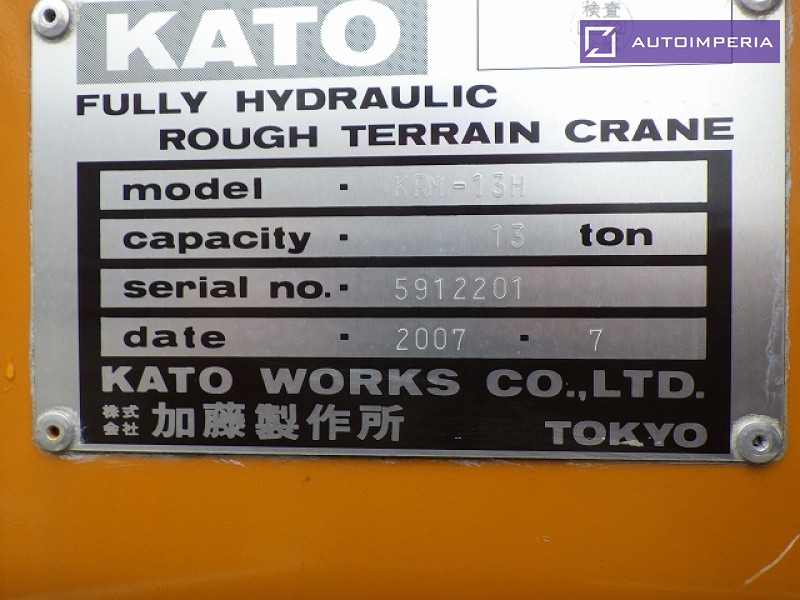 KATO
検査
AUTOIMPERIA
FULLY HYDRAULIC
ROUGH TERRAIN CRANE
model · KRM-13H
capacity · 13 ton
serial no. · 5912201
date · 2007 · 7
KATO WORKS CO.,LTD.
株式会社 加藤製作所 TOKYO